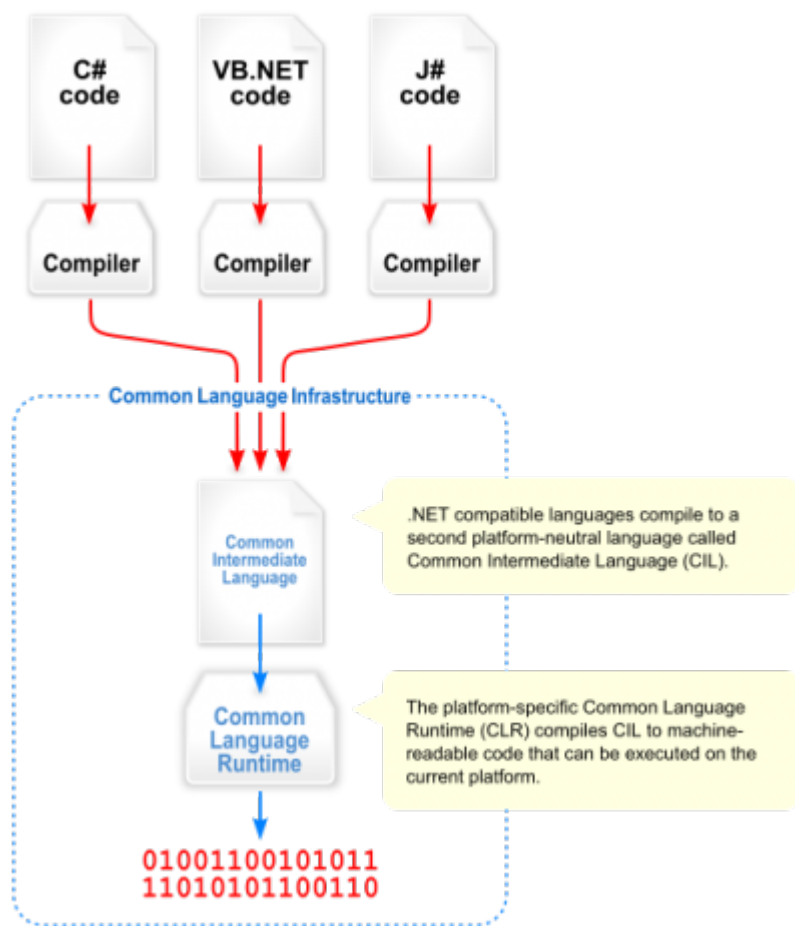 C#
code
VB.NET
code
J#
code
Compiler
Compiler
Compiler
Common Language Infrastructure
Common
Intermediate
Language
.NET compatible languages compile to a
second platform-neutral language called
Common Intermediate Language (CIL).
Common
Language
Runtime
The platform-specific Common Language
Runtime (CLR) compiles CIL to machine-
readable code that can be executed on the
current platform.
01001100101011
11010101100110